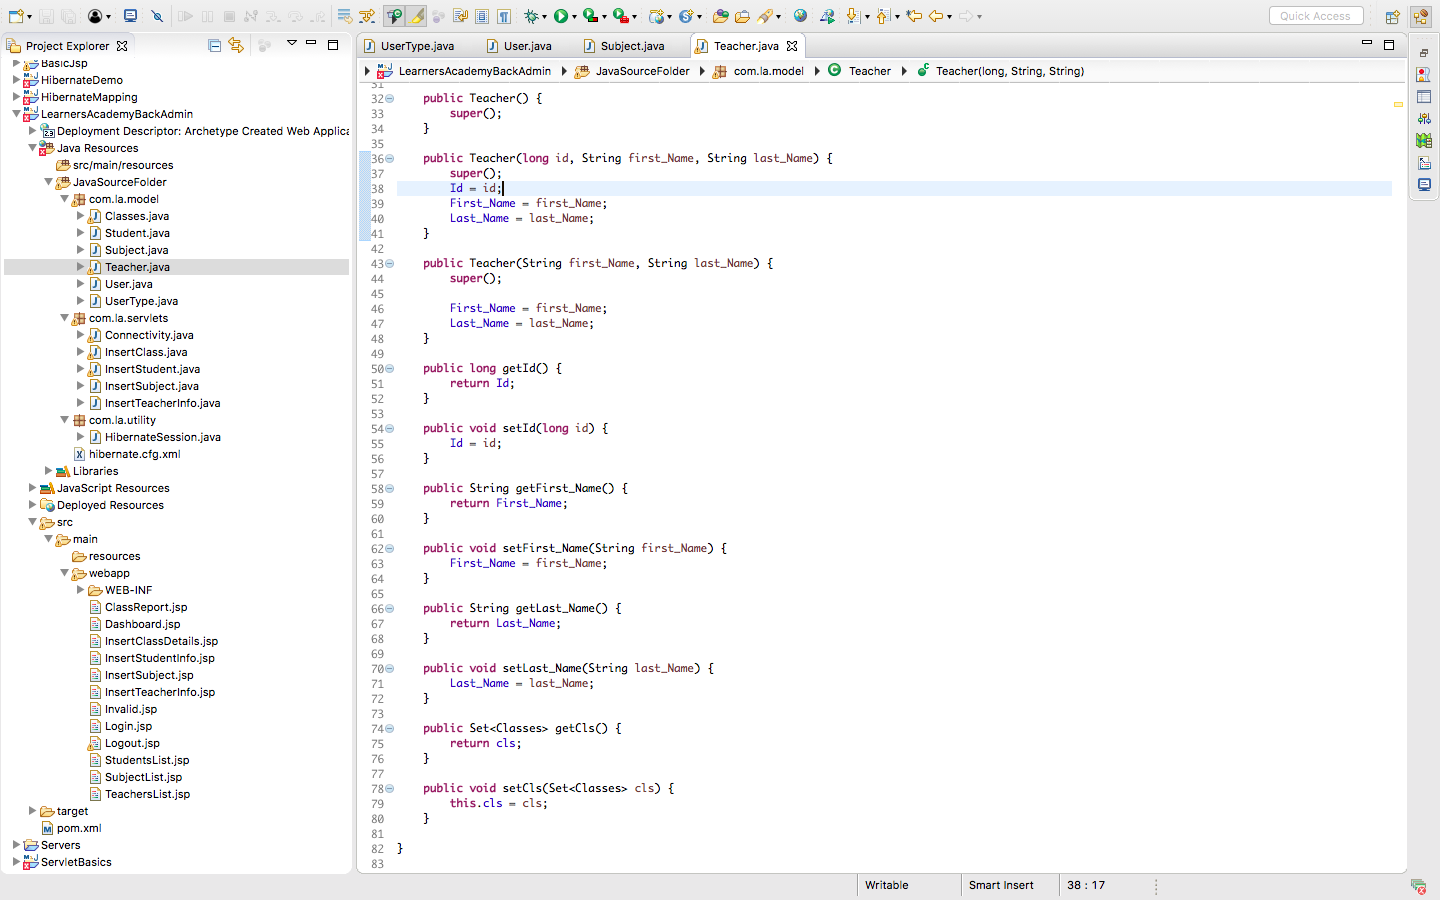 Quick Access
Project Explorer
BasicJsp
HibernateDemo
HibernateMapping
LearnersAcademyBackAdmin
Deployment Descriptor: Archetype Created Web Applica
Java Resources
src/main/resources
JavaSourceFolder
com.la.model
Classes.java
Student.java
Subject.java
Teacher.java
User.java
UserType.java
com.la.servlets
Connectivity.java
InsertClass.java
InsertStudent.java
InsertSubject.java
InsertTeacherInfo.java
com.la.utility
HibernateSession.java
hibernate.cfg.xml
Libraries
JavaScript Resources
Deployed Resources
src
main
resources
webapp
WEB-INF
ClassReport.jsp
Dashboard.jsp
InsertClassDetails.jsp
InsertStudentInfo.jsp
InsertSubject.jsp
InsertTeacherInfo.jsp
Invalid.jsp
Login.jsp
Logout.jsp
StudentsList.jsp
SubjectList.jsp
TeachersList.jsp
target
pom.xml
Servers
ServletBasics
UserType.java User.java Subject.java Teacher.java
LearnersAcademyBackAdmin JavaSourceFolder com.la.model Teacher Teacher(long, String, String)
31
32 public Teacher() {
33 super();
34 }
35
36 public Teacher(long id, String first_Name, String last_Name) {
37 super();
38 Id = id;
39 First_Name = first_Name;
40 Last_Name = last_Name;
41 }
42
43 public Teacher(String first_Name, String last_Name) {
44 super();
45
46 First_Name = first_Name;
47 Last_Name = last_Name;
48 }
49
50 public long getId() {
51 return Id;
52 }
53
54 public void setId(long id) {
55 Id = id;
56 }
57
58 public String getFirst_Name() {
59 return First_Name;
60 }
61
62 public void setFirst_Name(String first_Name) {
63 First_Name = first_Name;
64 }
65
66 public String getLast_Name() {
67 return Last_Name;
68 }
69
70 public void setLast_Name(String last_Name) {
71 Last_Name = last_Name;
72 }
73
74 public Set<Classes> getCls() {
75 return cls;
76 }
77
78 public void setCls(Set<Classes> cls) {
79 this.cls = cls;
80 }
81
82 }
83
Writable Smart Insert 38 : 17